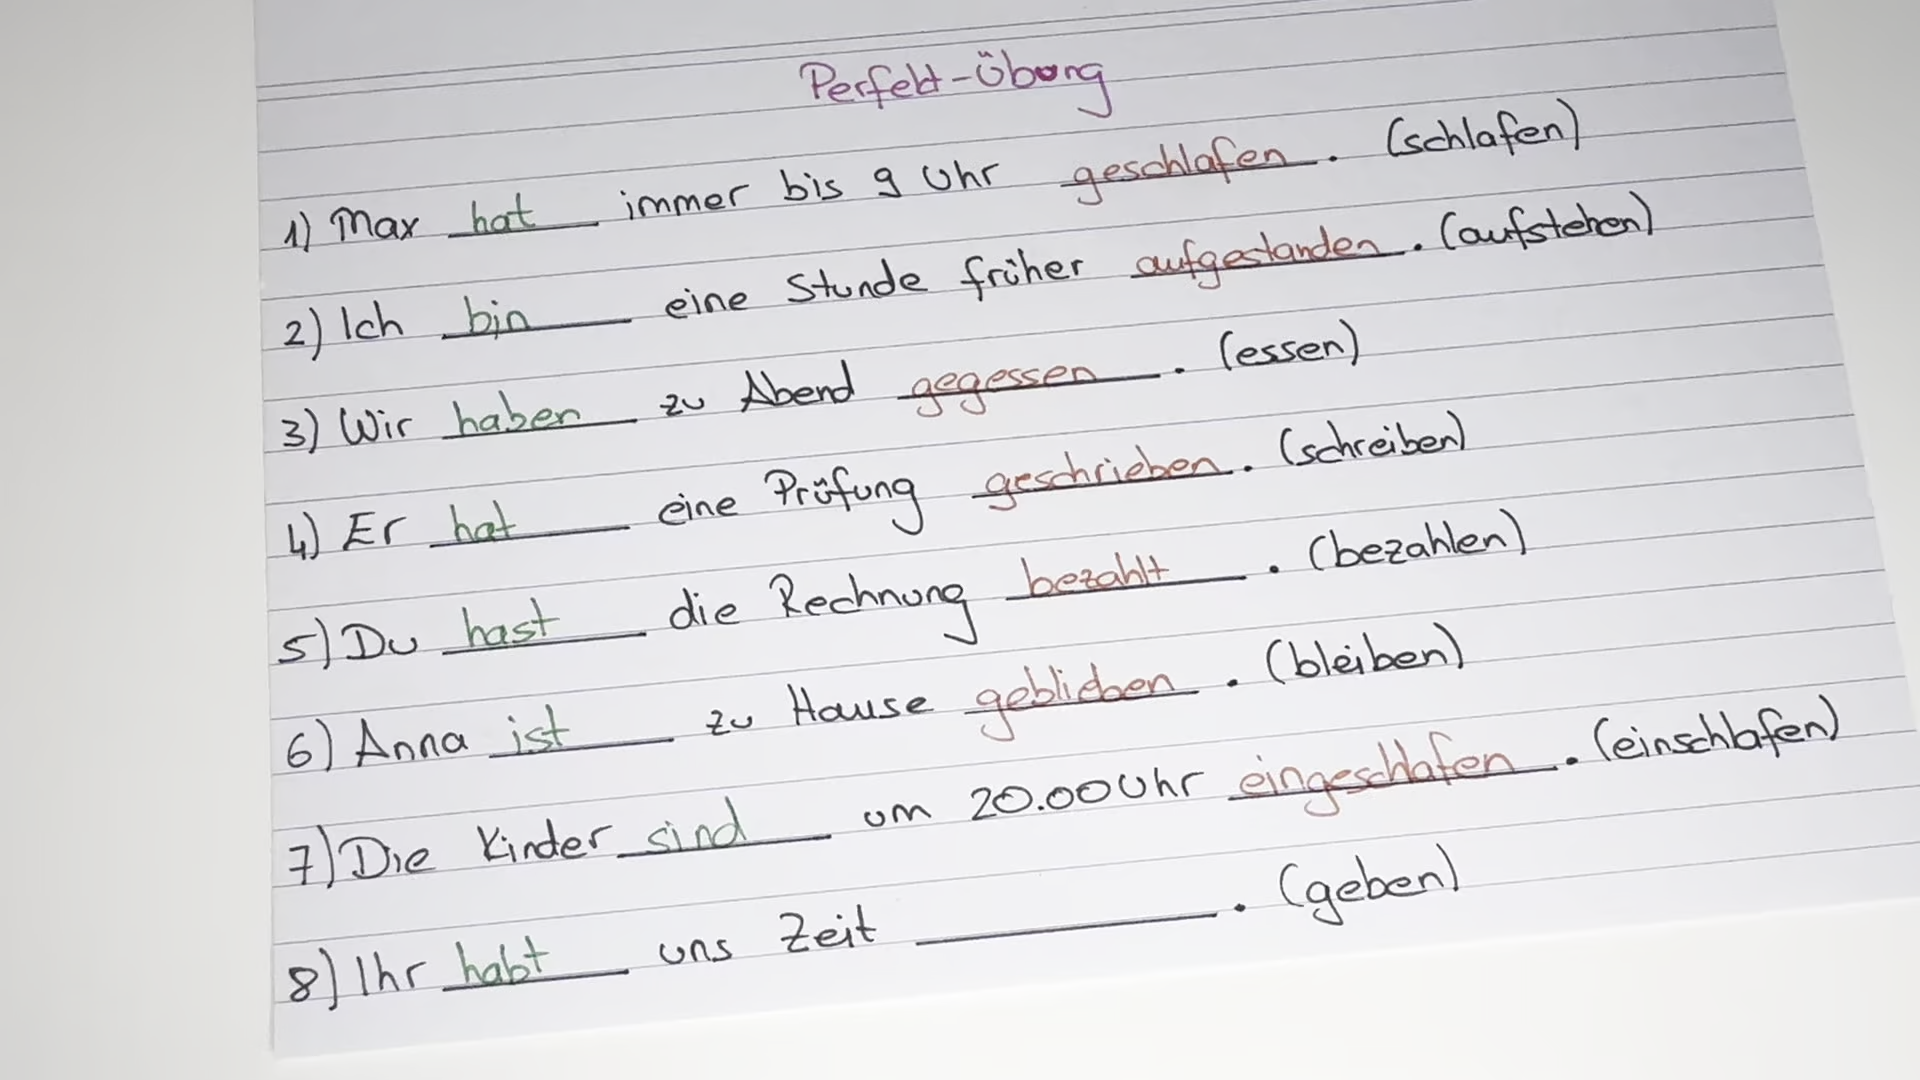 Perfekt-Übung
1) Max hat immer bis 9 Uhr geschlafen. (schlafen)
2) Ich bin eine Stunde früher aufgestanden. (aufstehen)
3) Wir haben zu Abend gegessen. (essen)
4) Er hat eine Prüfung geschrieben. (schreiben)
5) Du hast die Rechnung bezahlt. (bezahlen)
6) Anna ist zu Hause geblieben. (bleiben)
7) Die Kinder sind um 20.00 Uhr eingeschlafen. (einschlafen)
8) Ihr habt uns Zeit ________. (geben)